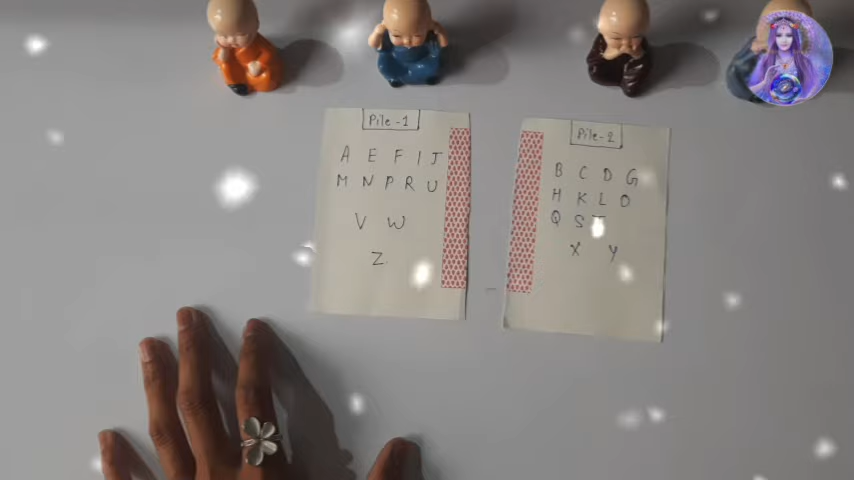 Pile-1
A E F I J
M N P R U
V W
Z
Pile-2
B C D G
H K L O
Q S T
X Y